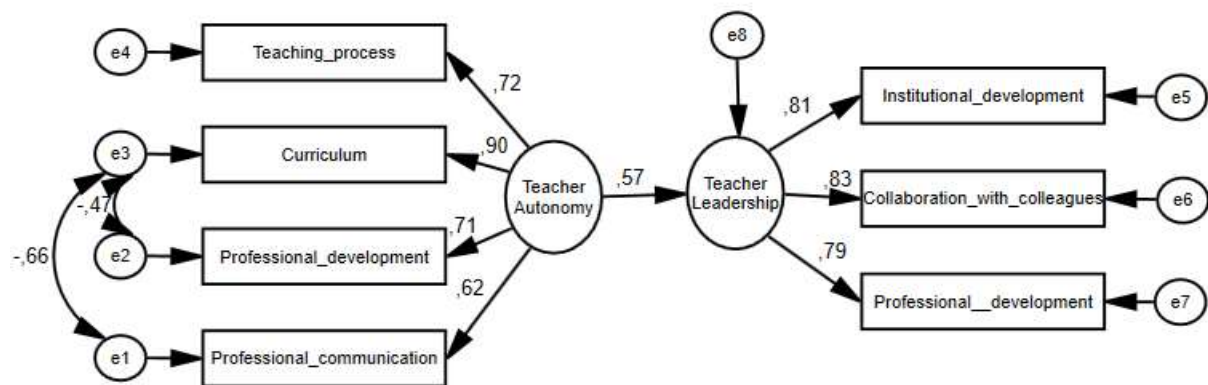 e4
Teaching_process
,72
e3
Curriculum
,90
-,47
e2
Professional_development
,71
-,66
e1
Professional_communication
,62
Teacher
Autonomy
,57
e8
Teacher
Leadership
,81
Institutional_development
e5
,83
Collaboration_with_colleagues
e6
,79
Professional__development
e7